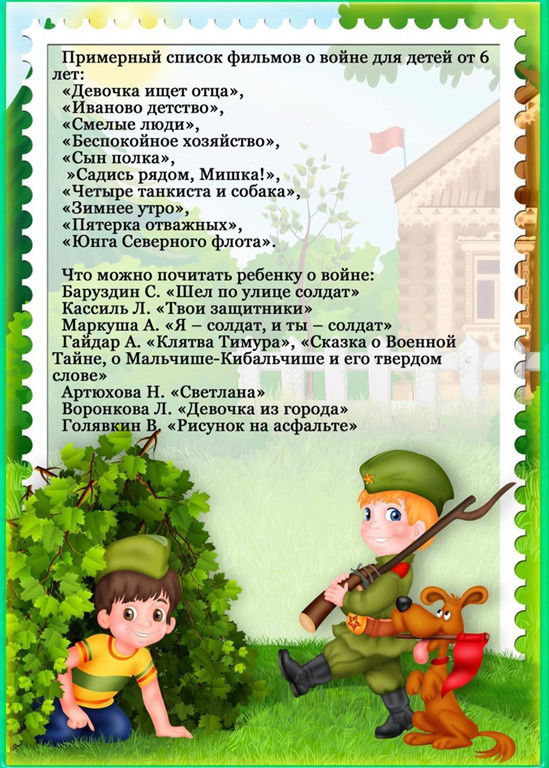 Примерный список фильмов о войне для детей от 6
лет:
«Девочка ищет отца»,
«Иваново детство»,
«Смелые люди»,
«Беспокойное хозяйство»,
«Сын полка»,
»Садись рядом, Мишка!»,
«Четыре танкиста и собака»,
«Зимнее утро»,
«Пятерка отважных»,
«Юнга Северного флота».
Что можно почитать ребенку о войне:
Баруздин С. «Шел по улице солдат»
Кассиль Л. «Твои защитники»
Маркуша А. «Я – солдат, и ты – солдат»
Гайдар А. «Клятва Тимура», «Сказка о Военной
Тайне, о Мальчише-Кибальчише и его твердом
слове»
Артюхова Н. «Светлана»
Воронкова Л. «Девочка из города»
Голявкин В. «Рисунок на асфальте»